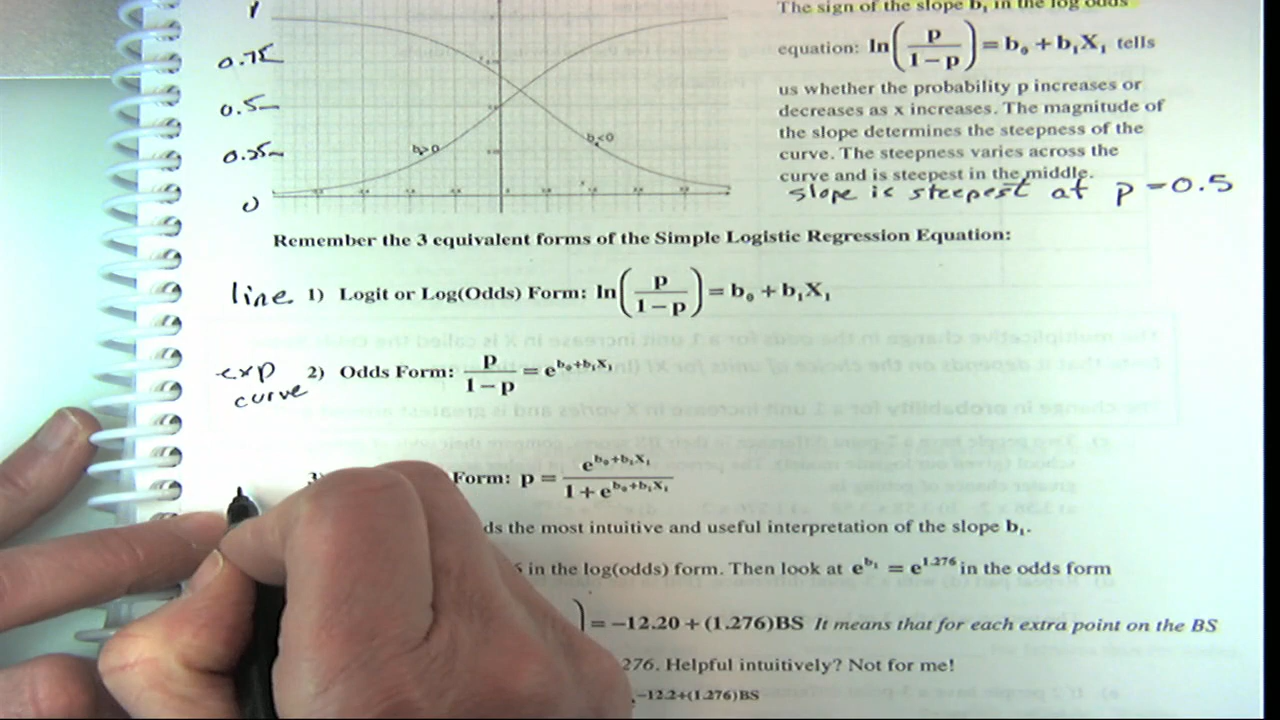 1
0.75
0.5
0.25
0
b>0
b<0
The sign of the slope b₁ in the log odds
equation: ln(p/(1−p)) = b₀ + b₁X₁ tells
us whether the probability p increases or
decreases as x increases. The magnitude of
the slope determines the steepness of the
curve. The steepness varies across the
curve and is steepest in the middle.
slope is steepest at p = 0.5
Remember the 3 equivalent forms of the Simple Logistic Regression Equation:
line 1) Logit or Log(Odds) Form: ln(p/(1−p)) = b₀ + b₁X₁
exp curve 2) Odds Form: p/(1−p) = e^(b₀+b₁X₁)
3) Form: p = e^(b₀+b₁X₁)/(1+e^(b₀+b₁X₁))
the most intuitive and useful interpretation of the slope b₁.
in the log(odds) form. Then look at e^(b₁) = e^(1.276) in the odds form
) = −12.20 + (1.276)BS It means that for each extra point on the BS
276. Helpful intuitively? Not for me!
−12.2+(1.276)BS